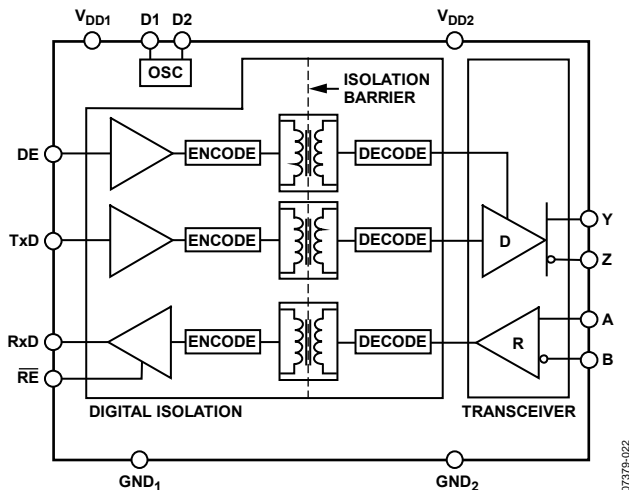 VDD1
D1
D2
VDD2
OSC
ISOLATION
BARRIER
DE
ENCODE
DECODE
TxD
ENCODE
DECODE
D
Y
Z
RxD
ENCODE
DECODE
R
A
B
RE
DIGITAL ISOLATION
TRANSCEIVER
GND1
GND2
07379-022